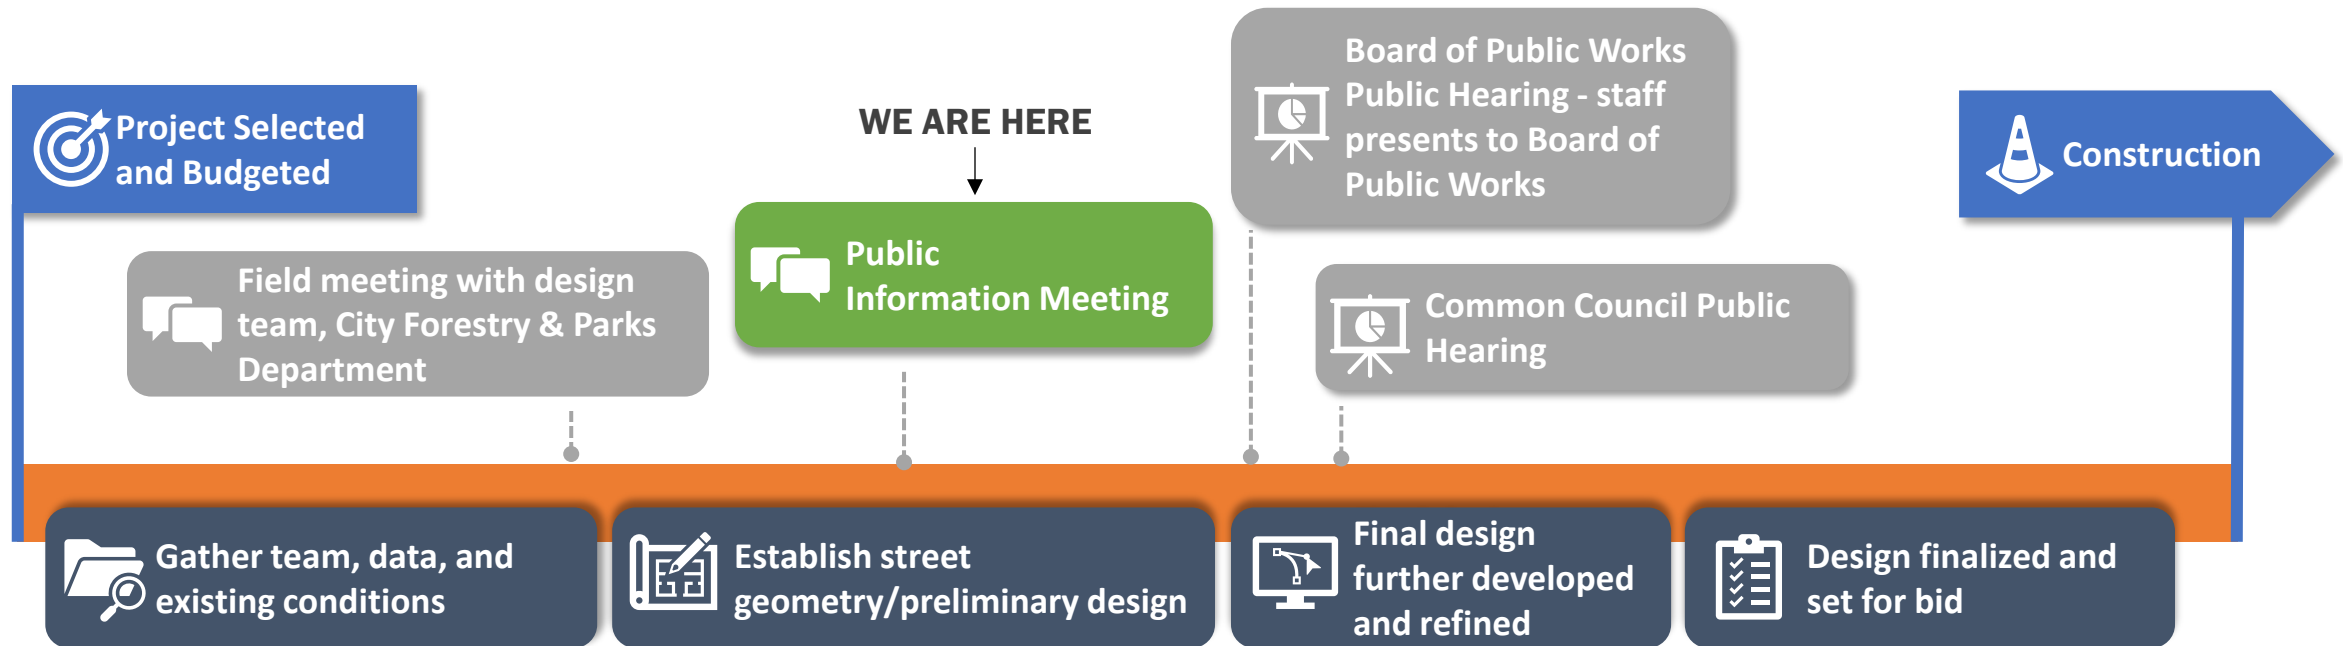 Project Selected
and Budgeted
Field meeting with design
team, City Forestry & Parks
Department
WE ARE HERE
Public
Information Meeting
Board of Public Works
Public Hearing - staff
presents to Board of
Public Works
Common Council Public
Hearing
Construction
Gather team, data, and
existing conditions
Establish street
geometry/preliminary design
Final design
further developed
and refined
Design finalized and
set for bid